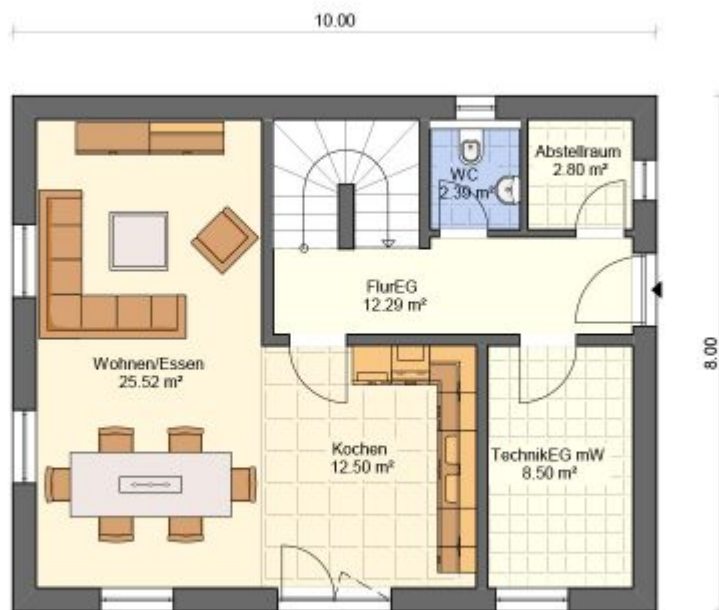 10.00
WC
2.39 m²
Abstellraum
2.80 m²
FlurEG
12.29 m²
8.00
Wohnen/Essen
25.52 m²
Kochen
12.50 m²
TechnikEG mW
8.50 m²